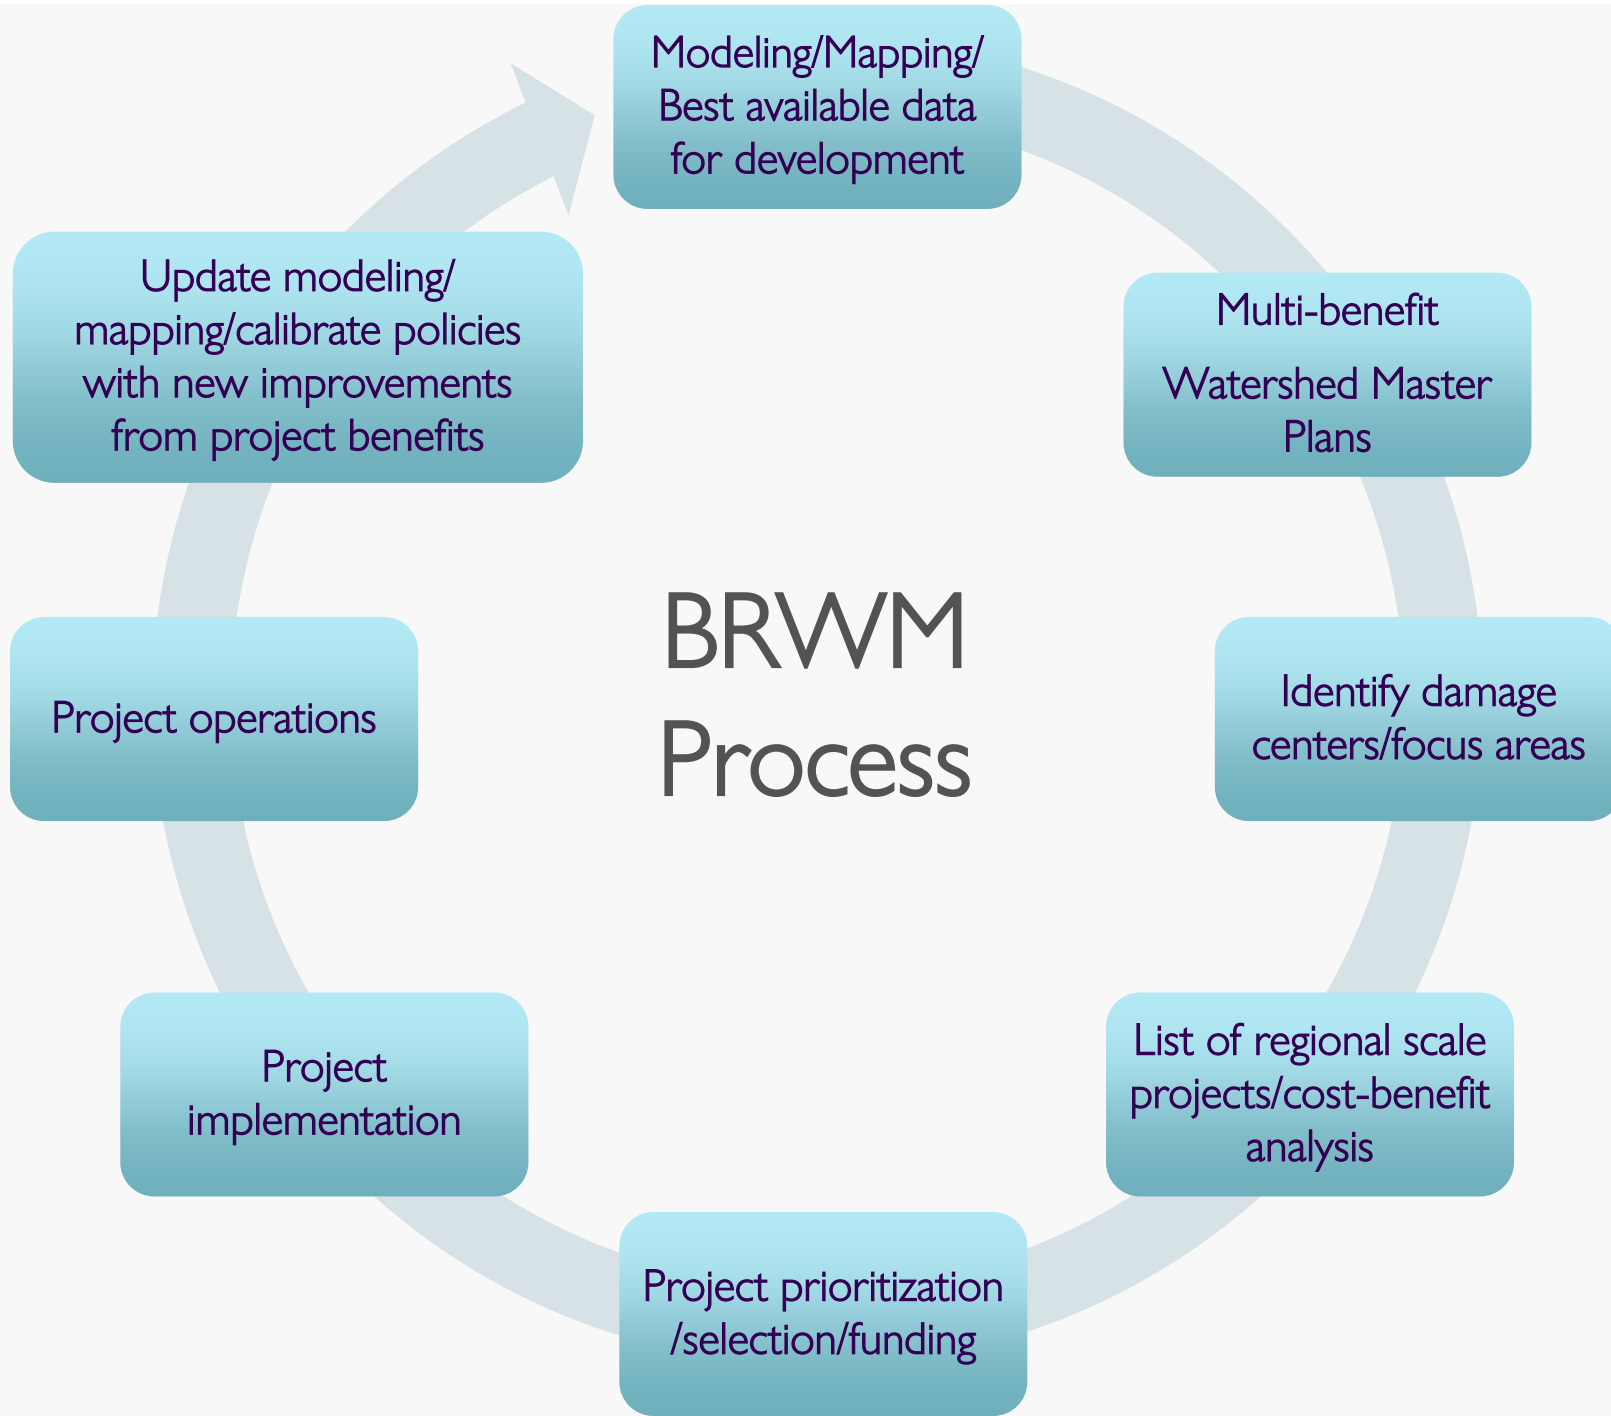 Modeling/Mapping/
Best available data
for development
Multi-benefit
Watershed Master
Plans
Identify damage
centers/focus areas
List of regional scale
projects/cost-benefit
analysis
Project prioritization
/selection/funding
Project
implementation
Project operations
Update modeling/
mapping/calibrate policies
with new improvements
from project benefits
BRWM
Process